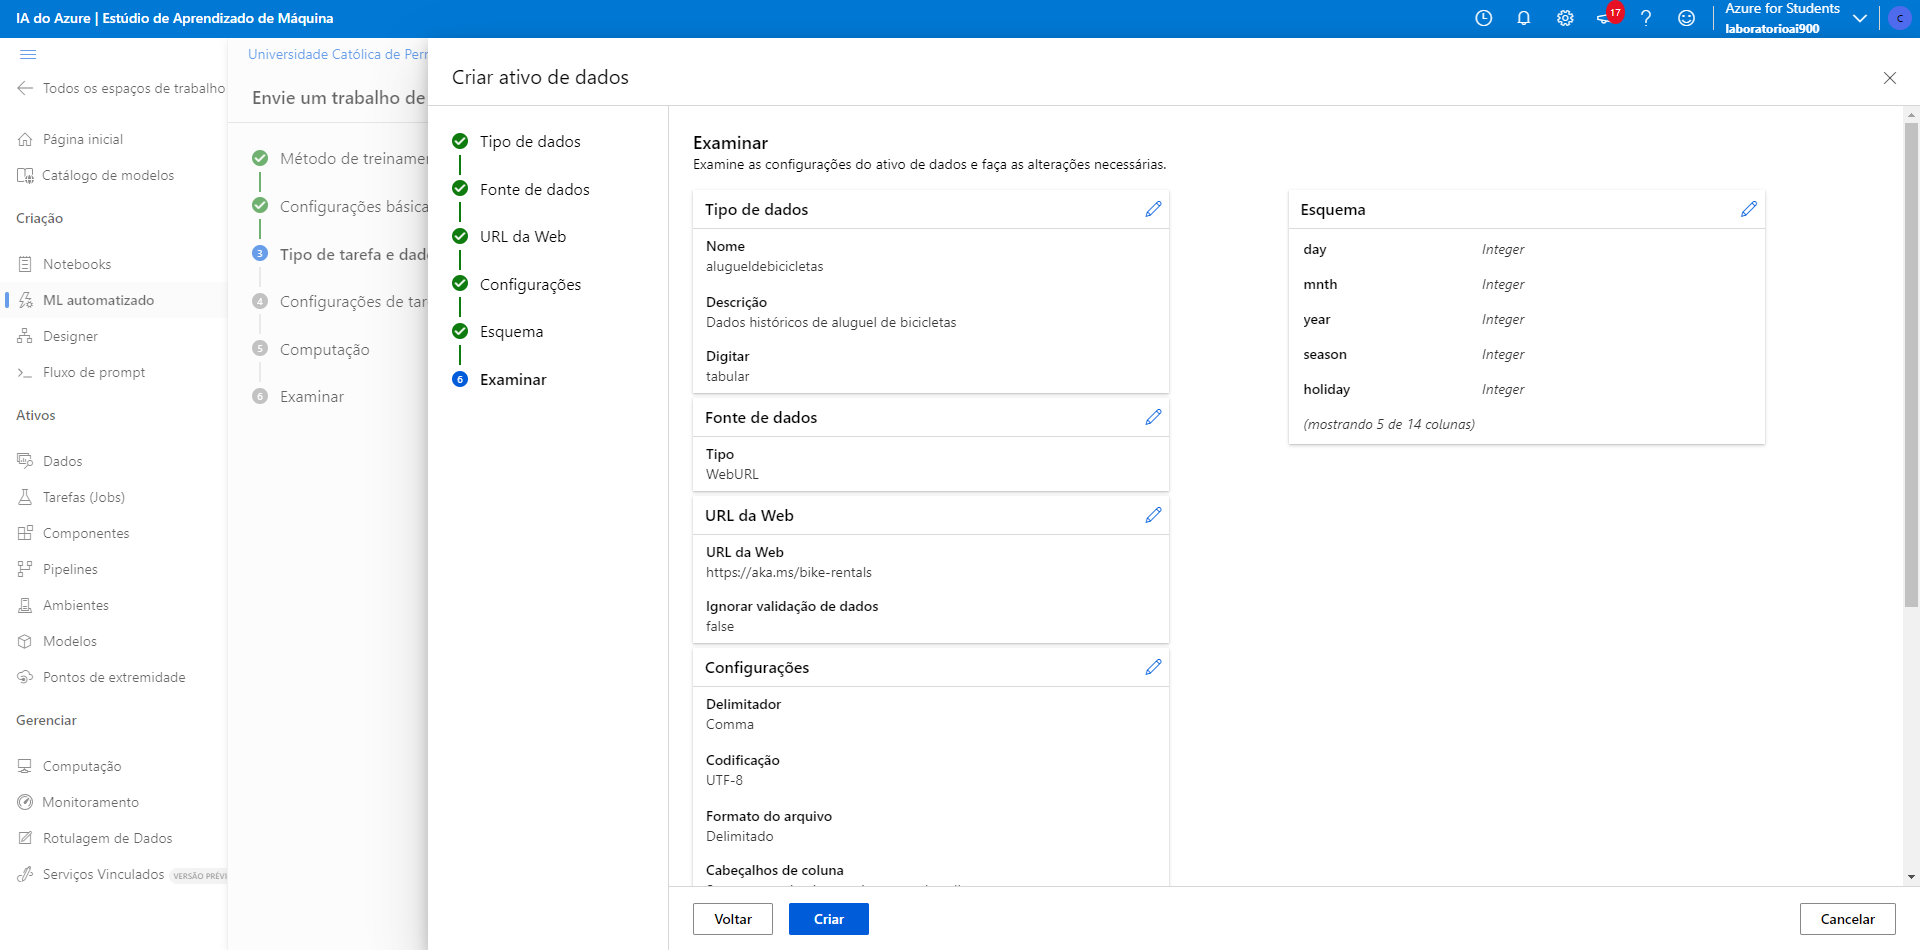 IA do Azure | Estúdio de Aprendizado de Máquina
17
Azure for Students
laboratorioai900
C
Todos os espaços de trabalho
Página inicial
Catálogo de modelos
Criação
Notebooks
ML automatizado
Designer
Fluxo de prompt
Ativos
Dados
Tarefas (Jobs)
Componentes
Pipelines
Ambientes
Modelos
Pontos de extremidade
Gerenciar
Computação
Monitoramento
Rotulagem de Dados
Serviços Vinculados VERSÃO PRÉVI
Universidade Católica de Perr
Envie um trabalho de
Método de treinamer
Configurações básica
3 Tipo de tarefa e dad
4 Configurações de tar
5 Computação
6 Examinar
Criar ativo de dados
Tipo de dados
Fonte de dados
URL da Web
Configurações
Esquema
6 Examinar
Examinar
Examine as configurações do ativo de dados e faça as alterações necessárias.
Tipo de dados
Nome
alugueldebicicletas
Descrição
Dados históricos de aluguel de bicicletas
Digitar
tabular
Fonte de dados
Tipo
WebURL
URL da Web
URL da Web
https://aka.ms/bike-rentals
Ignorar validação de dados
false
Configurações
Delimitador
Comma
Codificação
UTF-8
Formato do arquivo
Delimitado
Cabeçalhos de coluna
Esquema
day Integer
mnth Integer
year Integer
season Integer
holiday Integer
(mostrando 5 de 14 colunas)
Voltar
Criar
Cancelar